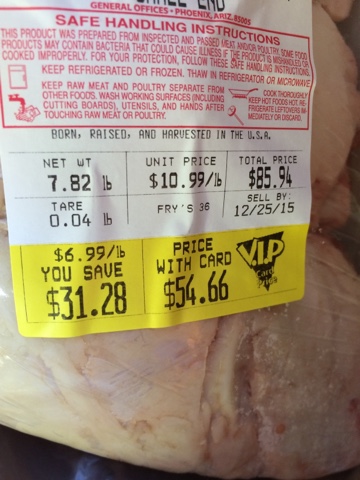 END
GENERAL OFFICES • PHOENIX, ARIZ. 85005
SAFE HANDLING INSTRUCTIONS
THIS PRODUCT WAS PREPARED FROM INSPECTED AND PASSED MEAT AND/OR POULTRY. SOME FOOD
PRODUCTS MAY CONTAIN BACTERIA THAT COULD CAUSE ILLNESS IF THE PRODUCT IS MISHANDLED OR
COOKED IMPROPERLY. FOR YOUR PROTECTION, FOLLOW THESE SAFE HANDLING INSTRUCTIONS.
KEEP REFRIGERATED OR FROZEN. THAW IN REFRIGERATOR OR MICROWAVE.
KEEP RAW MEAT AND POULTRY SEPARATE FROM
OTHER FOODS. WASH WORKING SURFACES (INCLUDING
CUTTING BOARDS), UTENSILS, AND HANDS AFTER
TOUCHING RAW MEAT OR POULTRY.
COOK THOROUGHLY.
KEEP HOT FOODS HOT. RE-
FRIGERATE LEFTOVERS IM-
MEDIATELY OR DISCARD.
BORN, RAISED, AND HARVESTED IN THE U.S.A.
NET WT
7.82 lb
UNIT PRICE
$10.99/lb
TOTAL PRICE
$85.94
TARE
0.04 lb
FRY'S 36
SELL BY:
12/25/15
$6.99/lb
YOU SAVE
$31.28
PRICE
WITH CARD
$54.66
V.I.P
Card
Price